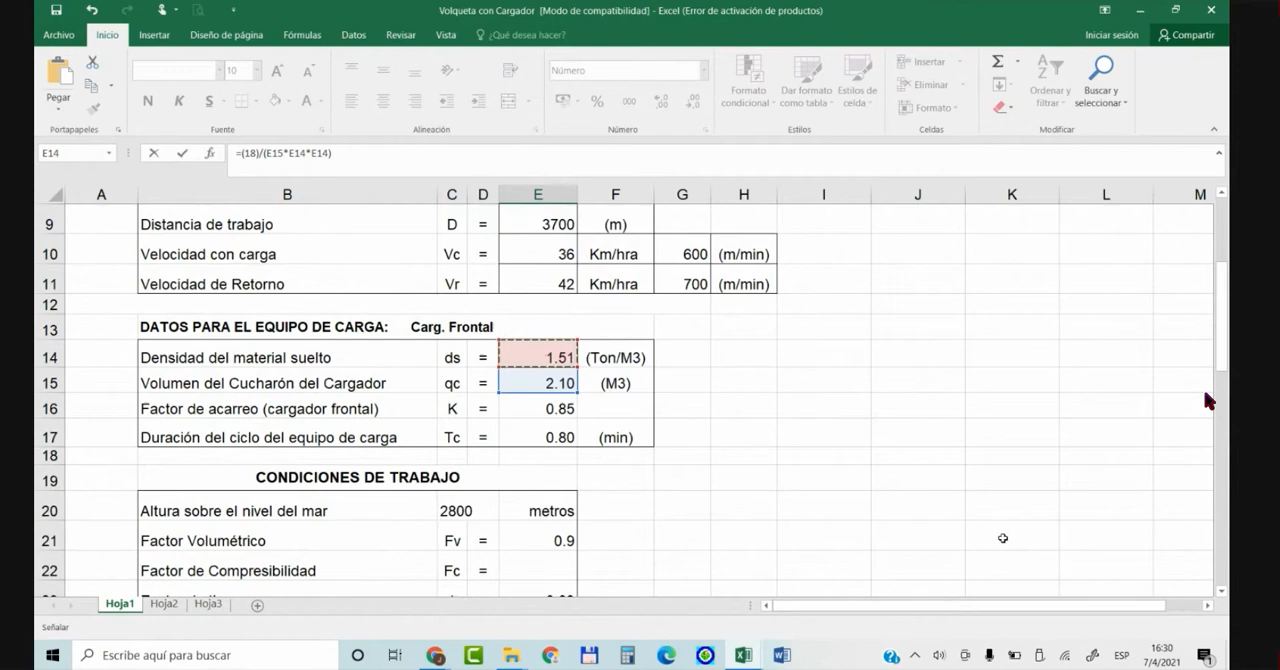 Volqueta con Cargador [Modo de compatibilidad] - Excel (Error de activación de productos)
Archivo Inicio Insertar Diseño de página Fórmulas Datos Revisar Vista ¿Qué desea hacer? Iniciar sesión Compartir
Pegar
10
N K S
Número
% 000
Formato condicional
Dar formato como tabla
Estilos de celda
Insertar
Eliminar
Formato
Ordenar y filtrar
Buscar y seleccionar
Portapapeles Fuente Alineación Número Estilos Celdas Modificar
E14 fx =(18)/(E15*E14*E14)
A B C D E F G H I J K L M
9 Distancia de trabajo D = 3700 (m)
10 Velocidad con carga Vc = 36 Km/hra 600 (m/min)
11 Velocidad de Retorno Vr = 42 Km/hra 700 (m/min)
12
13 DATOS PARA EL EQUIPO DE CARGA: Carg. Frontal
14 Densidad del material suelto ds = 1.51 (Ton/M3)
15 Volumen del Cucharón del Cargador qc = 2.10 (M3)
16 Factor de acarreo (cargador frontal) K = 0.85
17 Duración del ciclo del equipo de carga Tc = 0.80 (min)
18
19 CONDICIONES DE TRABAJO
20 Altura sobre el nivel del mar 2800 metros
21 Factor Volumétrico Fv = 0.9
22 Factor de Compresibilidad Fc =
Hoja1 Hoja2 Hoja3
Señalar
Escribe aquí para buscar
ESP
16:30
7/4/2021